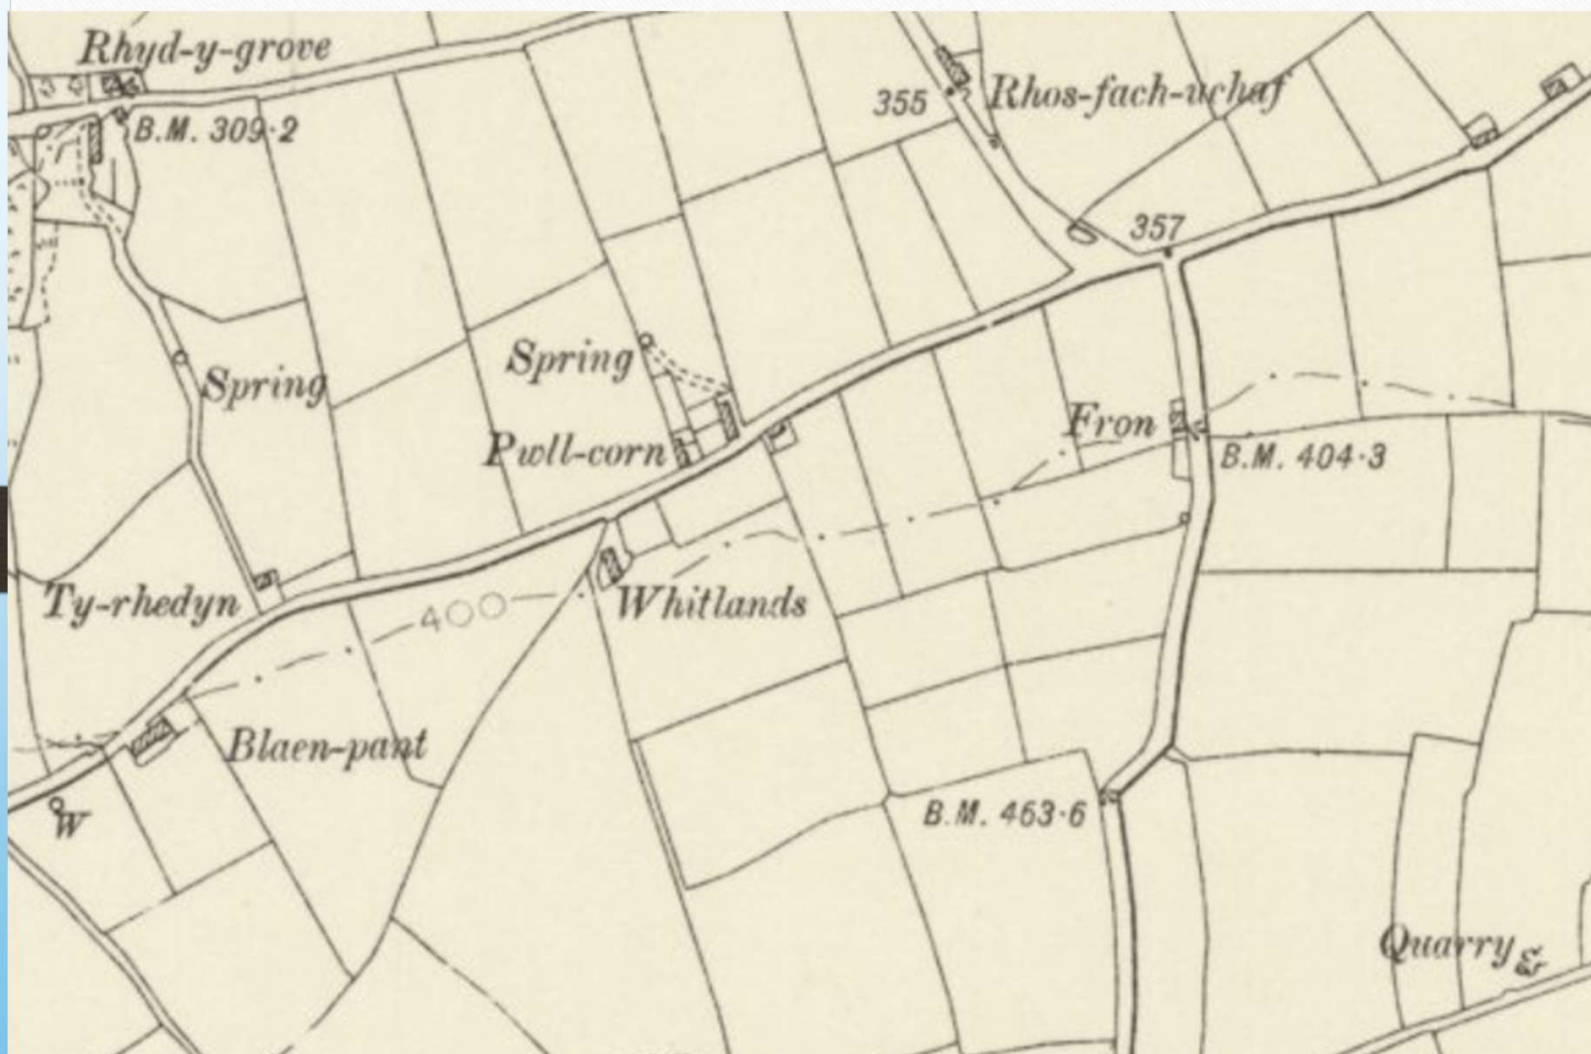 Rhyd-y-grove
B.M. 309·2
355
Rhos-fach-uchaf
357
Spring
Spring
Pwll-corn
Fron
B.M. 404·3
Ty-rhedyn
400
Whitlands
Blaen-pant
W
B.M. 463·6
Quarry